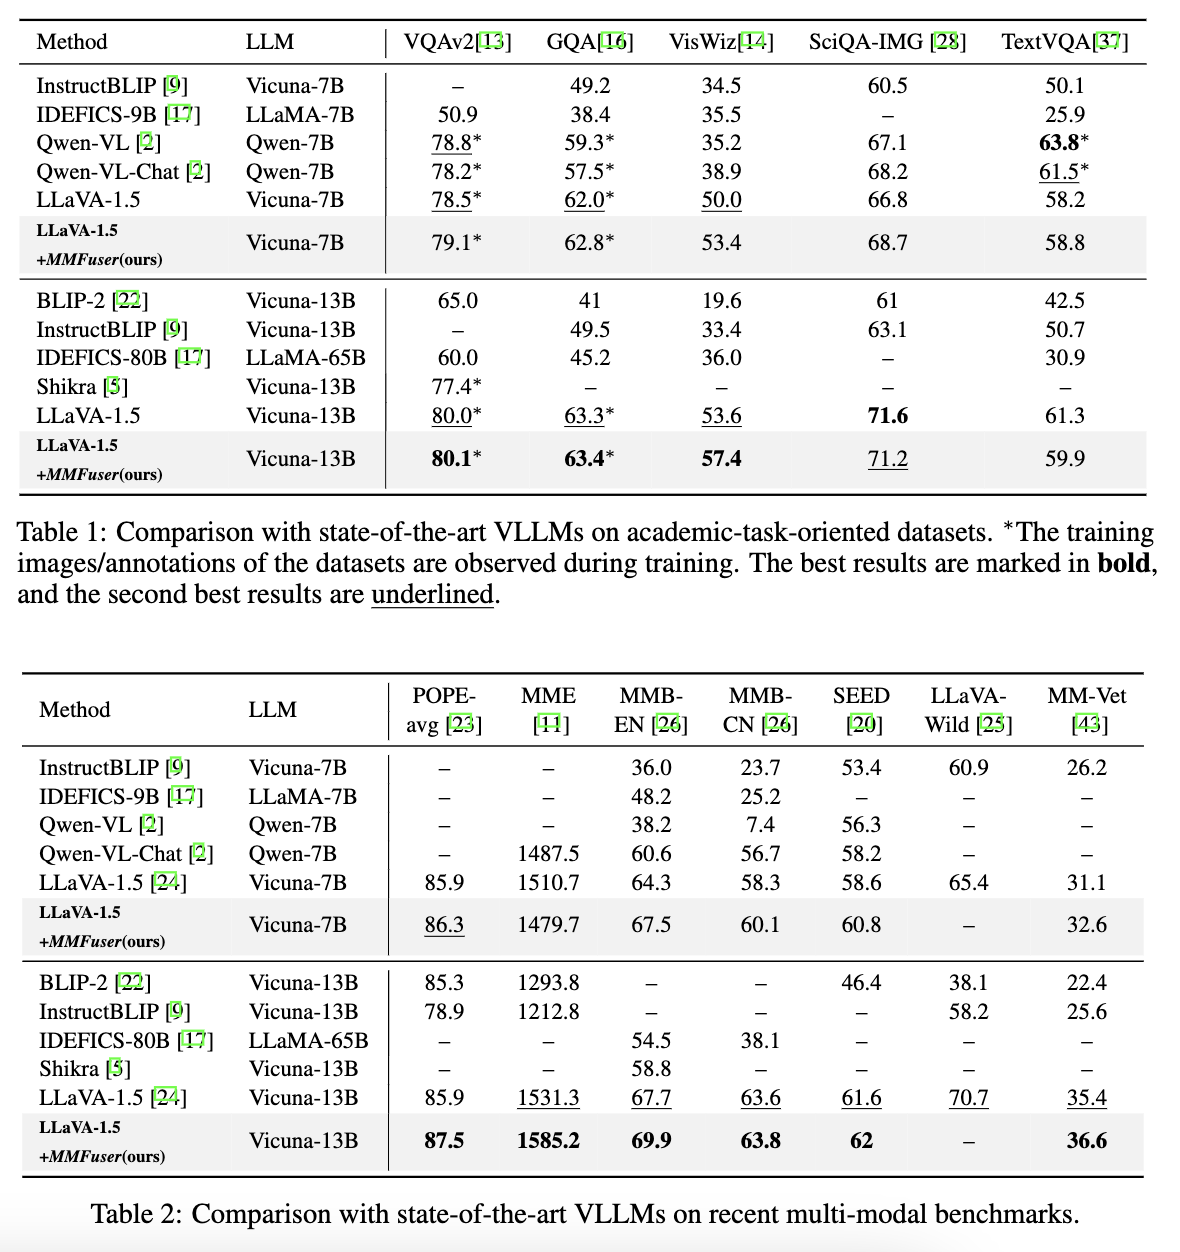 Method LLM VQAv2[13] GQA[16] VisWiz[14] SciQA-IMG [28] TextVQA[37]
InstructBLIP [9] Vicuna-7B – 49.2 34.5 60.5 50.1
IDEFICS-9B [17] LLaMA-7B 50.9 38.4 35.5 – 25.9
Qwen-VL [2] Qwen-7B 78.8* 59.3* 35.2 67.1 63.8*
Qwen-VL-Chat [2] Qwen-7B 78.2* 57.5* 38.9 68.2 61.5*
LLaVA-1.5 Vicuna-7B 78.5* 62.0* 50.0 66.8 58.2
LLaVA-1.5
+MMFuser(ours) Vicuna-7B 79.1* 62.8* 53.4 68.7 58.8
BLIP-2 [22] Vicuna-13B 65.0 41 19.6 61 42.5
InstructBLIP [9] Vicuna-13B – 49.5 33.4 63.1 50.7
IDEFICS-80B [17] LLaMA-65B 60.0 45.2 36.0 – 30.9
Shikra [5] Vicuna-13B 77.4* – – – –
LLaVA-1.5 Vicuna-13B 80.0* 63.3* 53.6 71.6 61.3
LLaVA-1.5
+MMFuser(ours) Vicuna-13B 80.1* 63.4* 57.4 71.2 59.9
Table 1: Comparison with state-of-the-art VLLMs on academic-task-oriented datasets. *The training
images/annotations of the datasets are observed during training. The best results are marked in bold,
and the second best results are underlined.
Method LLM POPE- MME MMB- MMB- SEED LLaVA- MM-Vet
avg [23] [11] EN [26] CN [26] [20] Wild [25] [43]
InstructBLIP [9] Vicuna-7B – – 36.0 23.7 53.4 60.9 26.2
IDEFICS-9B [17] LLaMA-7B – – 48.2 25.2 – – –
Qwen-VL [2] Qwen-7B – – 38.2 7.4 56.3 – –
Qwen-VL-Chat [2] Qwen-7B – 1487.5 60.6 56.7 58.2 – –
LLaVA-1.5 [24] Vicuna-7B 85.9 1510.7 64.3 58.3 58.6 65.4 31.1
LLaVA-1.5
+MMFuser(ours) Vicuna-7B 86.3 1479.7 67.5 60.1 60.8 – 32.6
BLIP-2 [22] Vicuna-13B 85.3 1293.8 – – 46.4 38.1 22.4
InstructBLIP [9] Vicuna-13B 78.9 1212.8 – – – 58.2 25.6
IDEFICS-80B [17] LLaMA-65B – – 54.5 38.1 – – –
Shikra [5] Vicuna-13B – – 58.8 – – – –
LLaVA-1.5 [24] Vicuna-13B 85.9 1531.3 67.7 63.6 61.6 70.7 35.4
LLaVA-1.5
+MMFuser(ours) Vicuna-13B 87.5 1585.2 69.9 63.8 62 – 36.6
Table 2: Comparison with state-of-the-art VLLMs on recent multi-modal benchmarks.